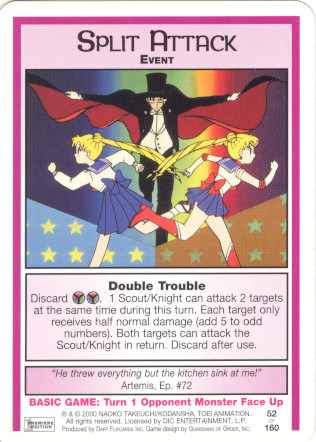 SPLIT ATTACK
EVENT
Double Trouble
Discard . 1 Scout/Knight can attack 2 targets
at the same time during this turn. Each target only
receives half normal damage (add 5 to odd
numbers). Both targets can attack the
Scout/Knight in return. Discard after use.
"He threw everything but the kitchen sink at me!"
Artemis, Ep. #72
BASIC GAME: Turn 1 Opponent Monster Face Up
PREMIERE
EDITION
® & © 2000 NAOKO TAKEUCHI/KODANSHA, TOEI ANIMATION.
All rights reserved. Licensed by DIC ENTERTAINMENT, L.P.
Produced by DART FLIPCARDS INC. Game design by GUARDIANS OF ORDER, INC.
52
OF
160